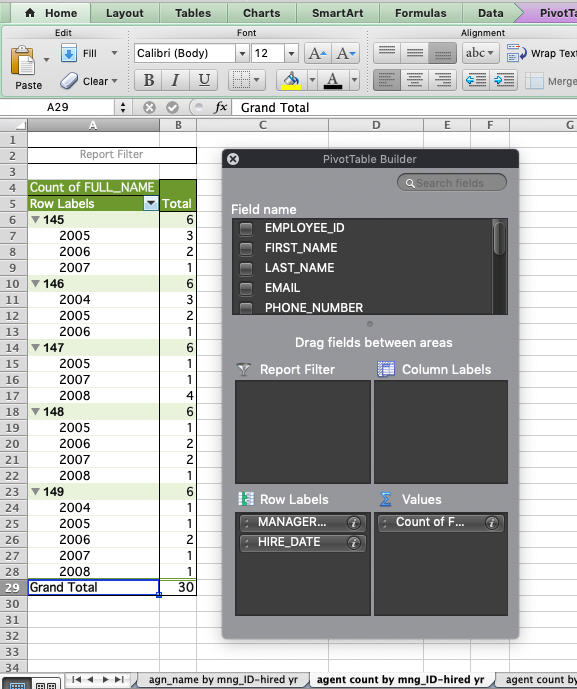 Home Layout Tables Charts SmartArt Formulas Data PivotTa
Edit Font Alignment
Paste Fill Clear
Calibri (Body) 12 A A abc Wrap Text
B I U A Merge
A29 fx Grand Total
A B C D E F G
1
2 Report Filter
3
4 Count of FULL_NAME
5 Row Labels Total
6 145 6
7 2005 3
8 2006 2
9 2007 1
10 146 6
11 2004 3
12 2005 2
13 2006 1
14 147 6
15 2005 1
16 2007 1
17 2008 4
18 148 6
19 2005 1
20 2006 2
21 2007 2
22 2008 1
23 149 6
24 2004 1
25 2005 1
26 2006 2
27 2007 1
28 2008 1
29 Grand Total 30
30
31
32
33
34
PivotTable Builder
Search fields
Field name
EMPLOYEE_ID
FIRST_NAME
LAST_NAME
EMAIL
PHONE_NUMBER
Drag fields between areas
Report Filter Column Labels
Row Labels Values
MANAGER... Count of F...
HIRE_DATE
agn_name by mng_ID-hired yr agent count by mng_ID-hired yr agent count by